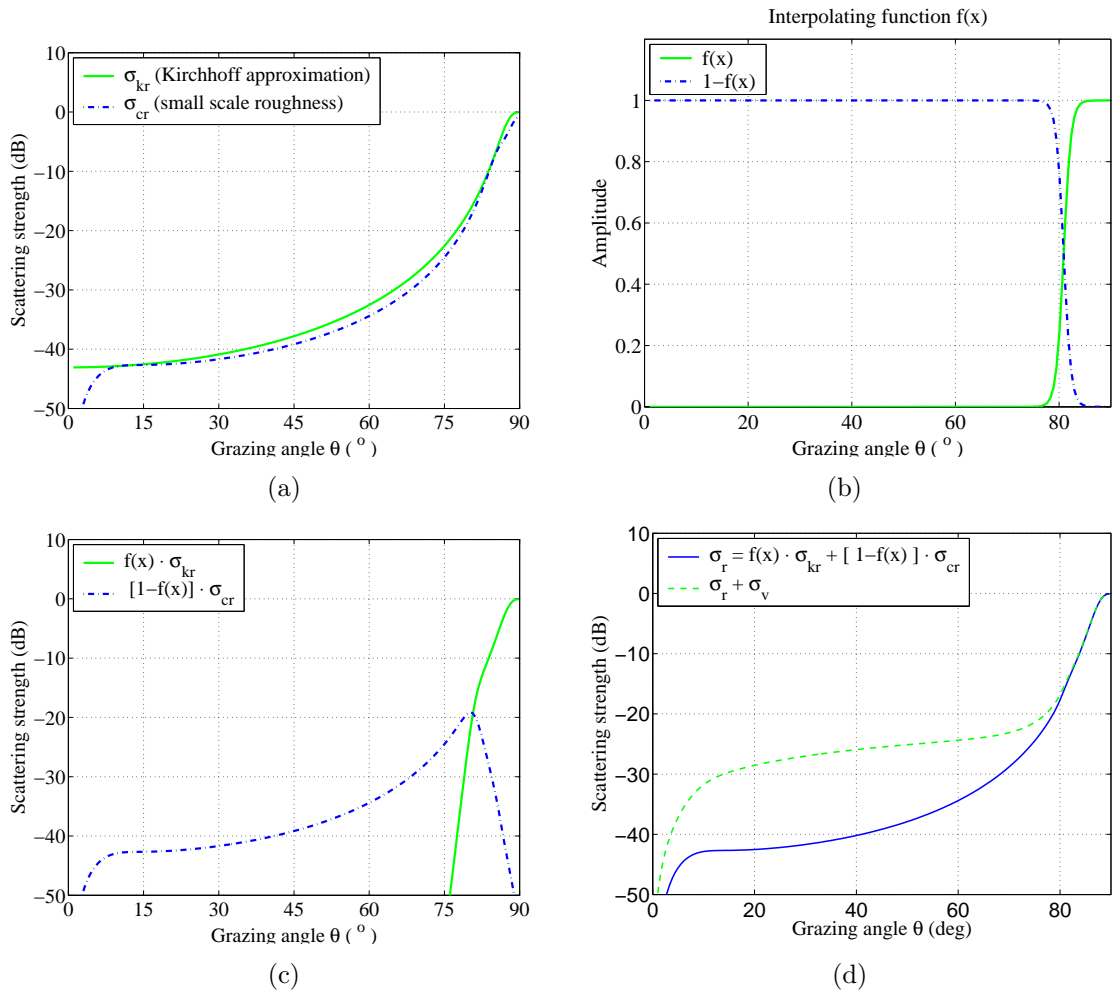 10
0
−10
−20
−30
−40
−50
0 15 30 45 60 75 90
Scattering strength (dB)
Grazing angle θ ( ° )
σkr (Kirchhoff approximation)
σcr (small scale roughness)
(a)
Interpolating function f(x)
1
0.8
0.6
0.4
0.2
0
0 20 40 60 80
Amplitude
Grazing angle θ ( ° )
f(x)
1−f(x)
(b)
10
0
−10
−20
−30
−40
−50
0 15 30 45 60 75 90
Scattering strength (dB)
Grazing angle θ ( ° )
f(x) · σkr
[1−f(x)] · σcr
(c)
10
0
−10
−20
−30
−40
−50
0 20 40 60 80
Scattering strength (dB)
Grazing angle θ (deg)
σr = f(x) · σkr + [ 1−f(x) ] · σcr
σr + σv
(d)